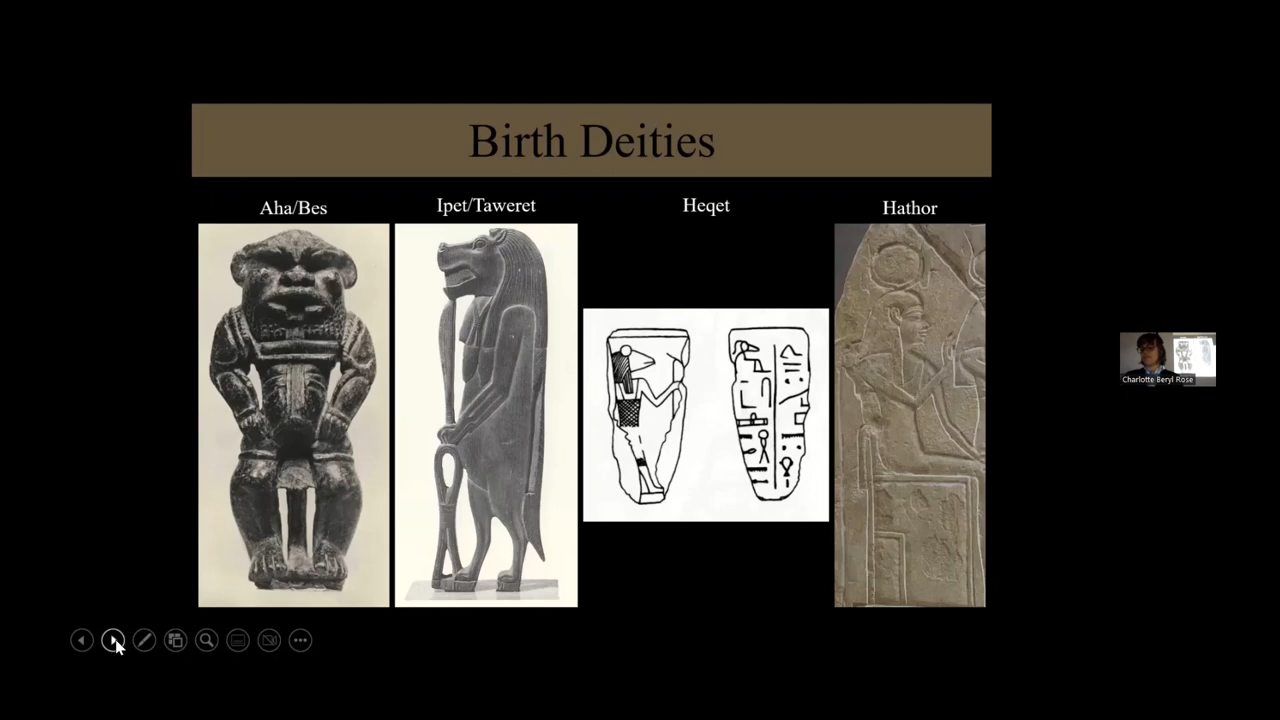 Birth Deities
Aha/Bes
Ipet/Taweret
Heqet
Hathor
Charlotte Beryl Rose